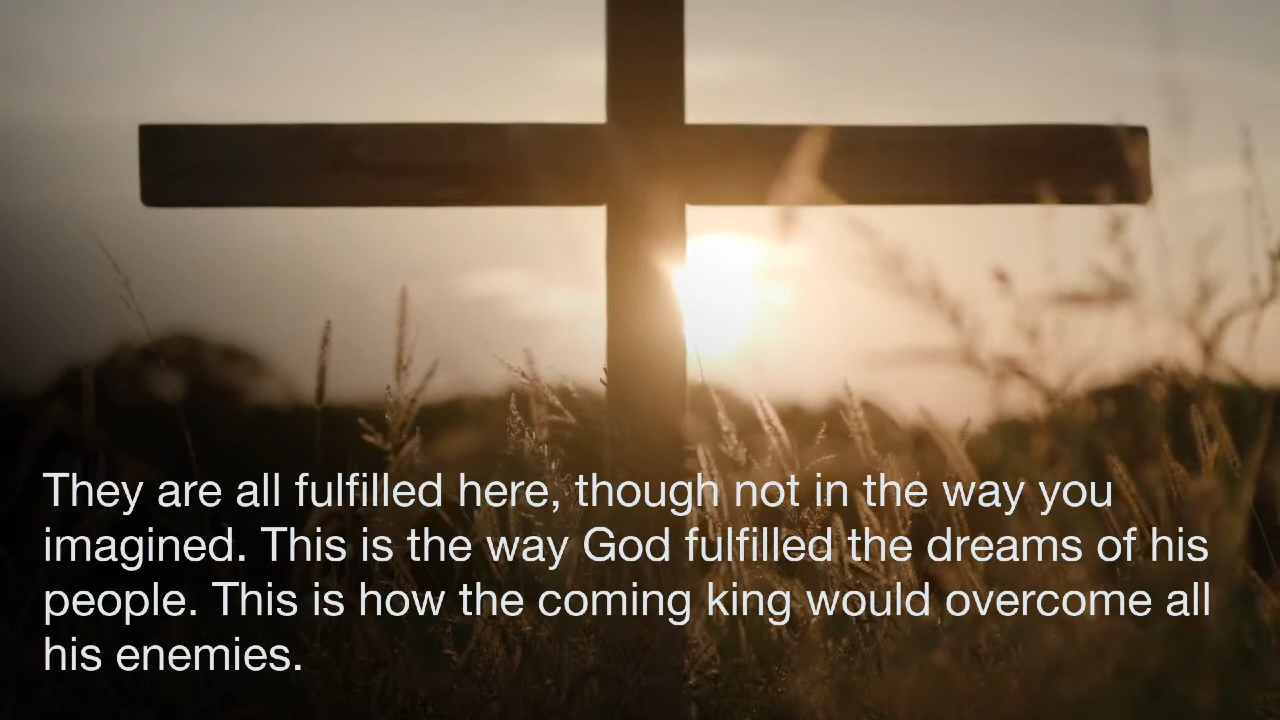 They are all fulfilled here, though not in the way you
imagined. This is the way God fulfilled the dreams of his
people. This is how the coming king would overcome all
his enemies.